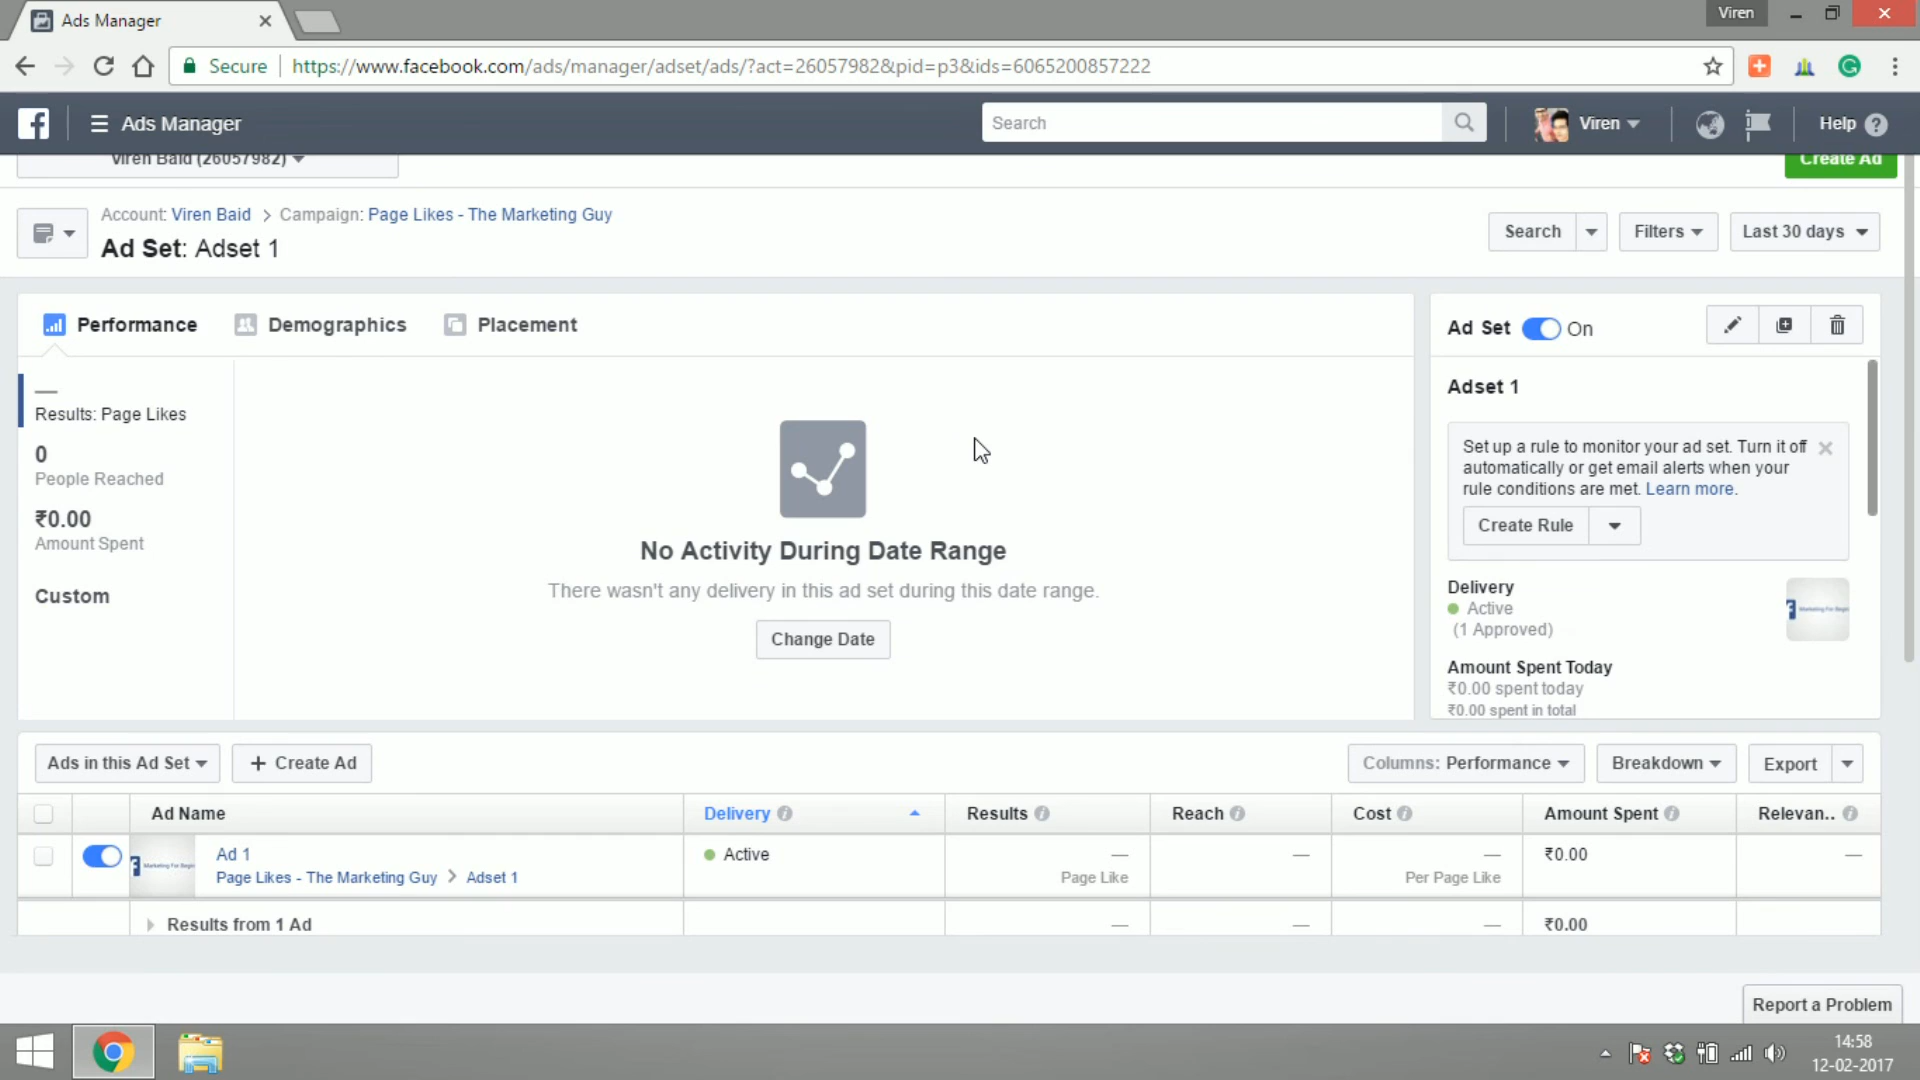 Ads Manager
Viren
Secure
https://www.facebook.com/ads/manager/adset/ads/?act=26057982&pid=p3&ids=6065200857222
Ads Manager
Search
Viren
Help
Viren Baid (26057982)
Create Ad
Account: Viren Baid > Campaign: Page Likes - The Marketing Guy
Ad Set: Adset 1
Search
Filters
Last 30 days
Performance
Demographics
Placement
—
Results: Page Likes
0
People Reached
₹0.00
Amount Spent
Custom
No Activity During Date Range
There wasn't any delivery in this ad set during this date range.
Change Date
Ad Set
On
Adset 1
Set up a rule to monitor your ad set. Turn it off
automatically or get email alerts when your
rule conditions are met. Learn more.
Create Rule
Delivery
Active
(1 Approved)
Amount Spent Today
₹0.00 spent today
₹0.00 spent in total
Ads in this Ad Set
+ Create Ad
Columns: Performance
Breakdown
Export
Ad Name
Delivery
Results
Reach
Cost
Amount Spent
Relevan..
Ad 1
Page Likes - The Marketing Guy > Adset 1
Active
—
Page Like
—
—
Per Page Like
₹0.00
—
Results from 1 Ad
—
—
—
₹0.00
Report a Problem
14:58
12-02-2017